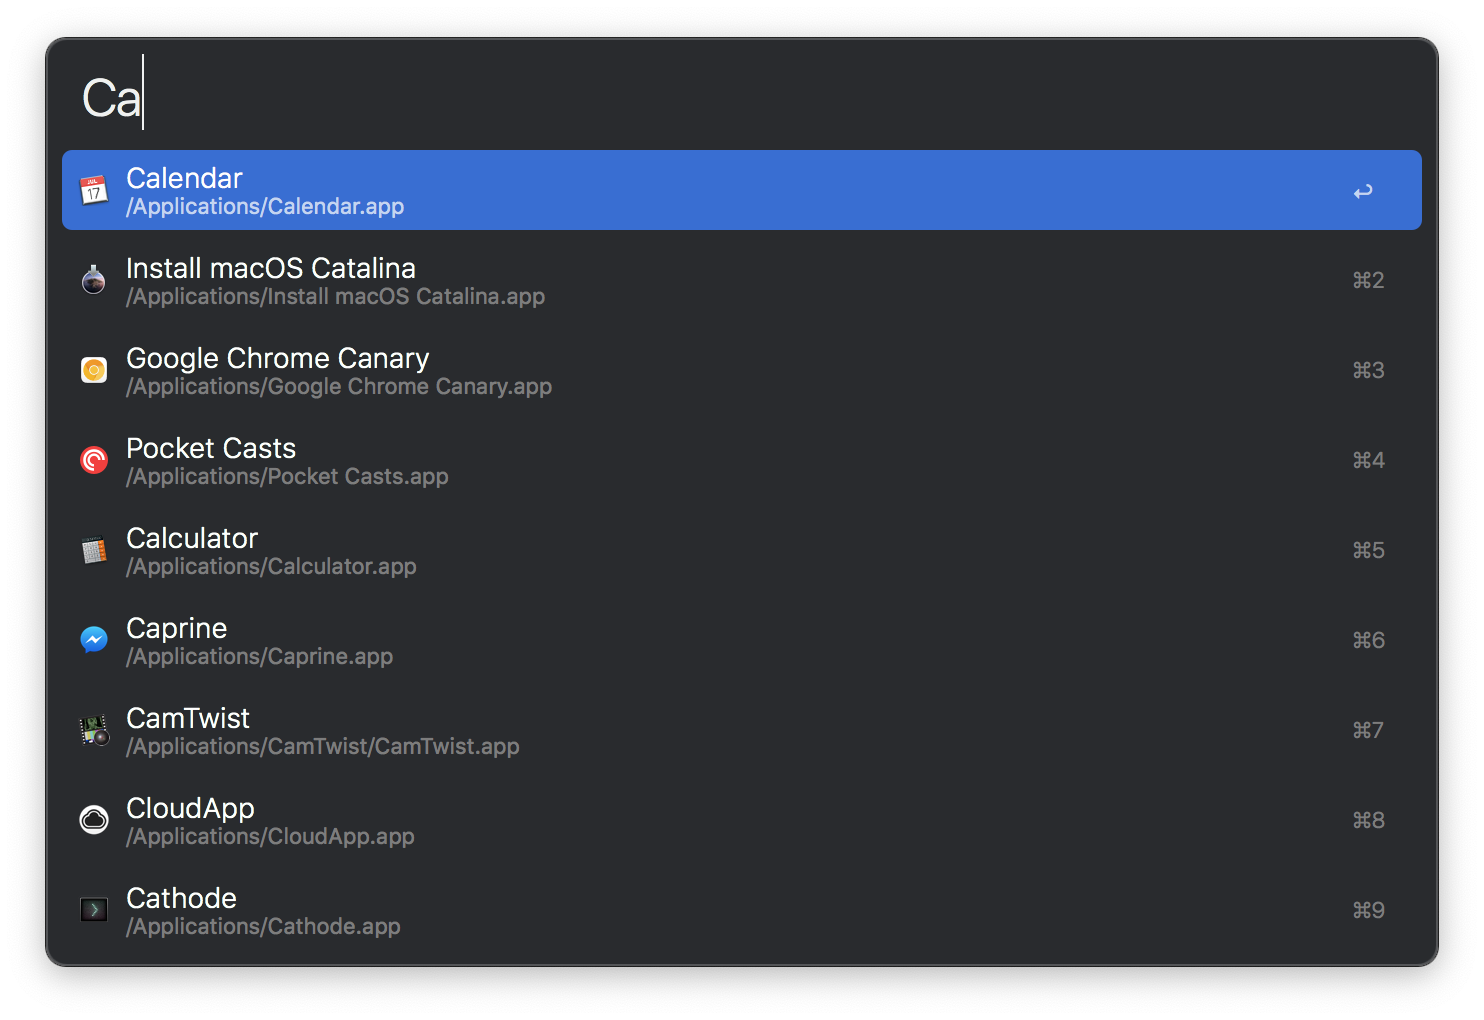 Ca
JUL
17
Calendar
/Applications/Calendar.app
↩
Install macOS Catalina
/Applications/Install macOS Catalina.app
⌘2
Google Chrome Canary
/Applications/Google Chrome Canary.app
⌘3
Pocket Casts
/Applications/Pocket Casts.app
⌘4
Calculator
/Applications/Calculator.app
⌘5
Caprine
/Applications/Caprine.app
⌘6
CamTwist
/Applications/CamTwist/CamTwist.app
⌘7
CloudApp
/Applications/CloudApp.app
⌘8
Cathode
/Applications/Cathode.app
⌘9